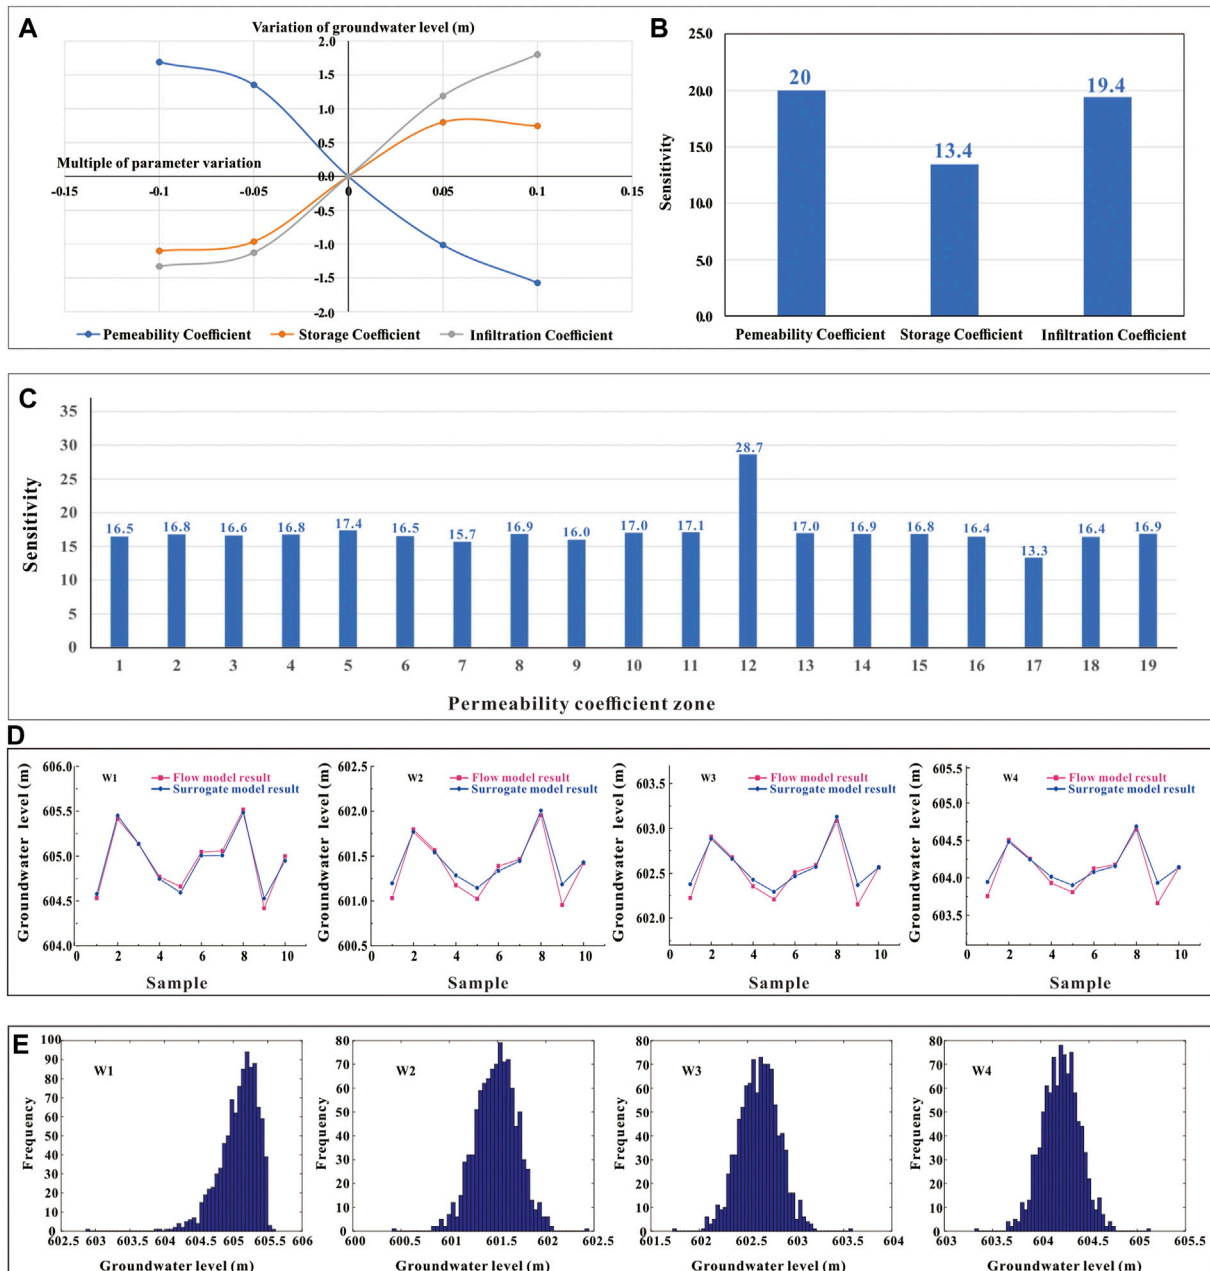 A
Variation of groundwater level (m)
2.0
1.5
1.0
0.5
Multiple of parameter variation
-0.15 -0.1 -0.05 0 0.05 0.1 0.15
-0.5
-1.0
-1.5
-2.0
Pemeability Coefficient Storage Coefficient Infiltration Coefficient
B
Sensitivity
25.0
20.0
15.0
10.0
5.0
0.0
20 13.4 19.4
Pemeability Coefficient Storage Coefficient Infiltration Coefficient
C
Sensitivity
35
30
25
20
15
10
5
0
16.5 16.8 16.6 16.8 17.4 16.5 15.7 16.9 16.0 17.0 17.1 28.7 17.0 16.9 16.8 16.4 13.3 16.4 16.9
1 2 3 4 5 6 7 8 9 10 11 12 13 14 15 16 17 18 19
Permeability coefficient zone
D
Groundwater level (m)
606.0
605.5
605.0
604.5
604.0
W1
Flow model result
Surrogate model result
0 2 4 6 8 10
Sample
Groundwater level (m)
602.5
602.0
601.5
601.0
600.5
W2
Flow model result
Surrogate model result
0 2 4 6 8 10
Sample
Groundwater level (m)
603.5
603.0
602.5
602.0
W3
Flow model result
Surrogate model result
0 2 4 6 8 10
Sample
Groundwater level (m)
605.5
605.0
604.5
604.0
603.5
W4
Flow model result
Surrogate model result
0 2 4 6 8 10
Sample
E
Frequency
100
90
80
70
60
50
40
30
20
10
0
W1
602.5 603 603.5 604 604.5 605 605.5 606
Groundwater level (m)
Frequency
80
70
60
50
40
30
20
10
0
W2
600 600.5 601 601.5 602 602.5
Groundwater level (m)
Frequency
80
70
60
50
40
30
20
10
0
W3
601.5 602 602.5 603 603.5 604
Groundwater level (m)
Frequency
80
70
60
50
40
30
20
10
0
W4
603 603.5 604 604.5 605 605.5
Groundwater level (m)